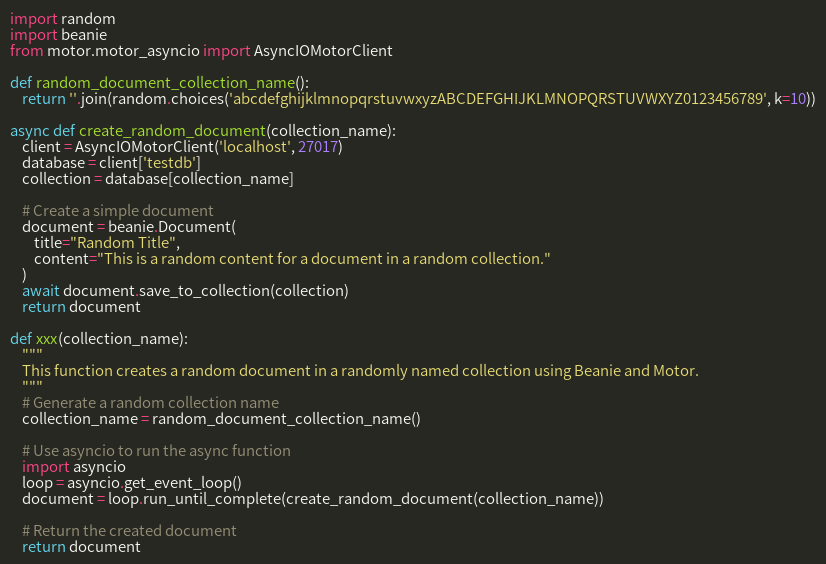 import random
import beanie
from motor.motor_asyncio import AsyncIOMotorClient

def random_document_collection_name():
    return ''.join(random.choices('abcdefghijklmnopqrstuvwxyzABCDEFGHIJKLMNOPQRSTUVWXYZ0123456789', k=10))

async def create_random_document(collection_name):
    client = AsyncIOMotorClient('localhost', 27017)
    database = client['testdb']
    collection = database[collection_name]

    # Create a simple document
    document = beanie.Document(
        title="Random Title",
        content="This is a random content for a document in a random collection."
    )
    await document.save_to_collection(collection)
    return document

def xxx(collection_name):
    """
    This function creates a random document in a randomly named collection using Beanie and Motor.
    """
    # Generate a random collection name
    collection_name = random_document_collection_name()

    # Use asyncio to run the async function
    import asyncio
    loop = asyncio.get_event_loop()
    document = loop.run_until_complete(create_random_document(collection_name))

    # Return the created document
    return document